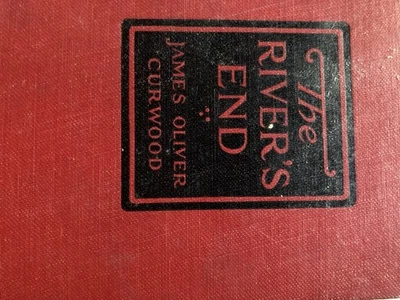 The
RIVER'S
END
JAMES OLIVER
CURWOOD